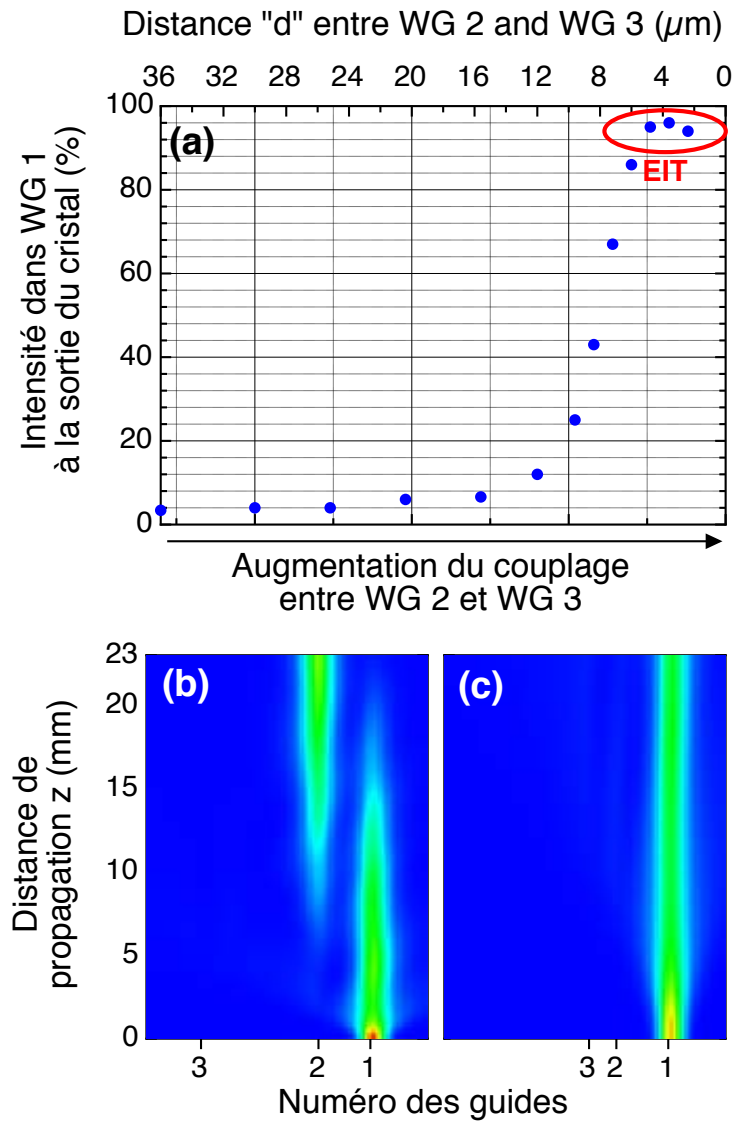 Distance "d" entre WG 2 and WG 3 (µm)
36 32 28 24 20 16 12 8 4 0
100
80
60
40
20
0
Intensité dans WG 1
à la sortie du cristal (%)
(a)
EIT
Augmentation du couplage
entre WG 2 et WG 3
23
20
15
10
5
0
Distance de
propagation z (mm)
(b)
(c)
3 2 1
3 2 1
Numéro des guides